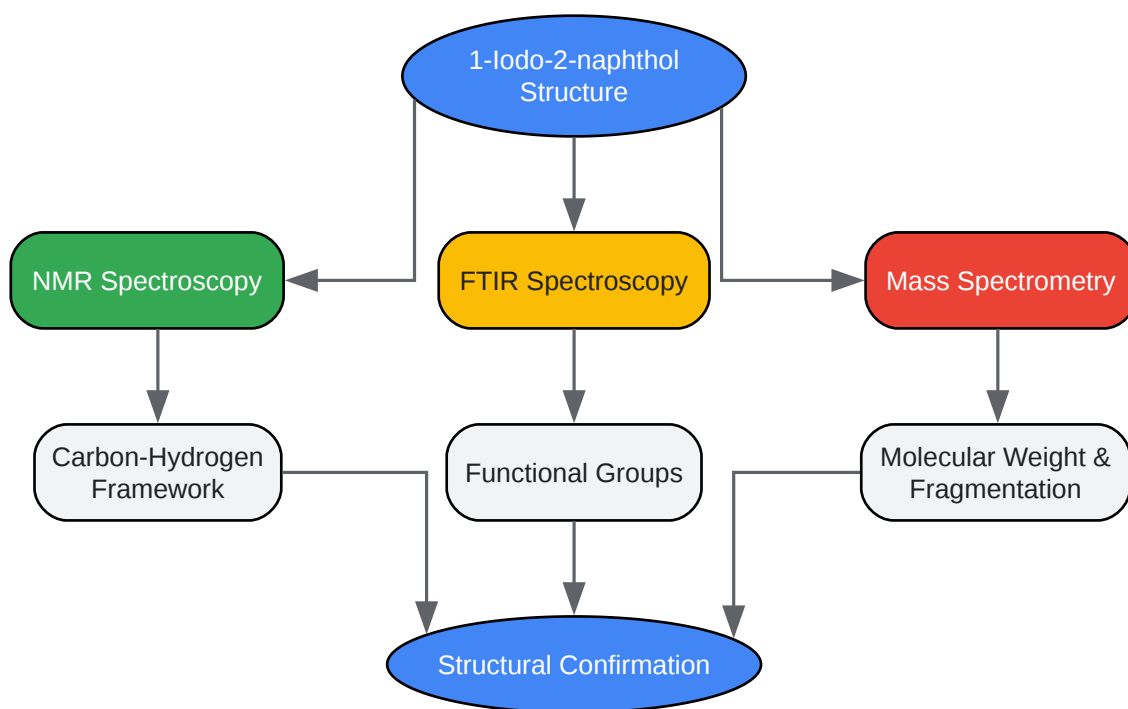 1-Iodo-2-naphthol
Structure
NMR Spectroscopy
FTIR Spectroscopy
Mass Spectrometry
Carbon-Hydrogen
Framework
Functional Groups
Molecular Weight &
Fragmentation
Structural Confirmation